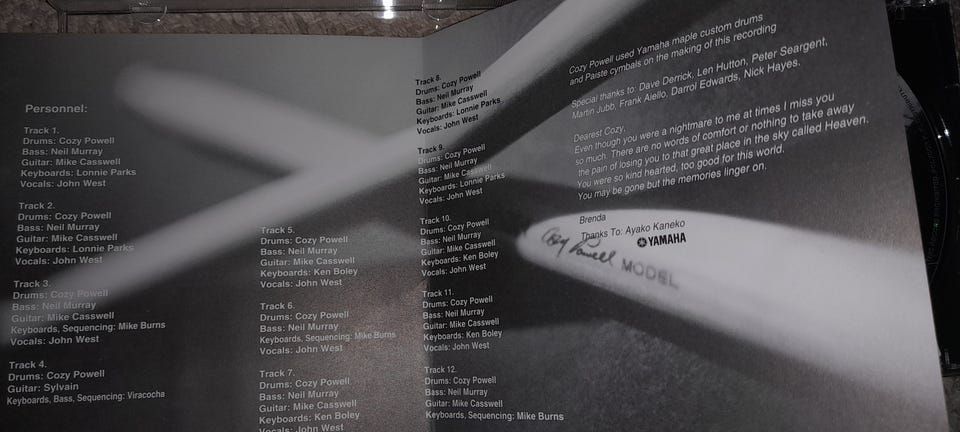 Personnel:
Track 1.
Drums: Cozy Powell
Bass: Neil Murray
Guitar: Mike Casswell
Keyboards: Lonnie Parks
Vocals: John West
Track 2.
Drums: Cozy Powell
Bass: Neil Murray
Guitar: Mike Casswell
Keyboards: Lonnie Parks
Vocals: John West
Track 3.
Drums: Cozy Powell
Bass: Neil Murray
Guitar: Mike Casswell
Keyboards, Sequencing: Mike Burns
Vocals: John West
Track 4.
Drums: Cozy Powell
Guitar: Sylvain
Keyboards, Bass, Sequencing: Viracocha
Track 5.
Drums: Cozy Powell
Bass: Neil Murray
Guitar: Mike Casswell
Keyboards: Ken Boley
Vocals: John West
Track 6.
Drums: Cozy Powell
Bass: Neil Murray
Keyboards, Sequencing: Mike Burns
Vocals: John West
Track 7.
Drums: Cozy Powell
Bass: Neil Murray
Guitar: Mike Casswell
Keyboards: Ken Boley
Vocals: John West
Track 8.
Drums: Cozy Powell
Bass: Neil Murray
Guitar: Mike Casswell
Keyboards: Lonnie Parks
Vocals: John West
Track 9.
Drums: Cozy Powell
Bass: Neil Murray
Guitar: Mike Casswell
Keyboards: Lonnie Parks
Vocals: John West
Track 10.
Drums: Cozy Powell
Bass: Neil Murray
Guitar: Mike Casswell
Keyboards: Ken Boley
Vocals: John West
Track 11.
Drums: Cozy Powell
Bass: Neil Murray
Guitar: Mike Casswell
Keyboards: Ken Boley
Vocals: John West
Track 12.
Drums: Cozy Powell
Bass: Neil Murray
Guitar: Mike Casswell
Keyboards, Sequencing: Mike Burns
Cozy Powell used Yamaha maple custom drums
and Paiste cymbals on the making of this recording
Special thanks to: Dave Derrick, Len Hutton, Peter Seargent,
Martin Jubb, Frank Aiello, Darrol Edwards, Nick Hayes.
Dearest Cozy,
Even though you were a nightmare to me at times I miss you
so much. There are no words of comfort or nothing to take away
the pain of losing you to that great place in the sky called Heaven.
You were so kind hearted, too good for this world.
You may be gone but the memories linger on.
Brenda
Thanks To: Ayako Kaneko
YAMAHA
Cozy Powell MODEL